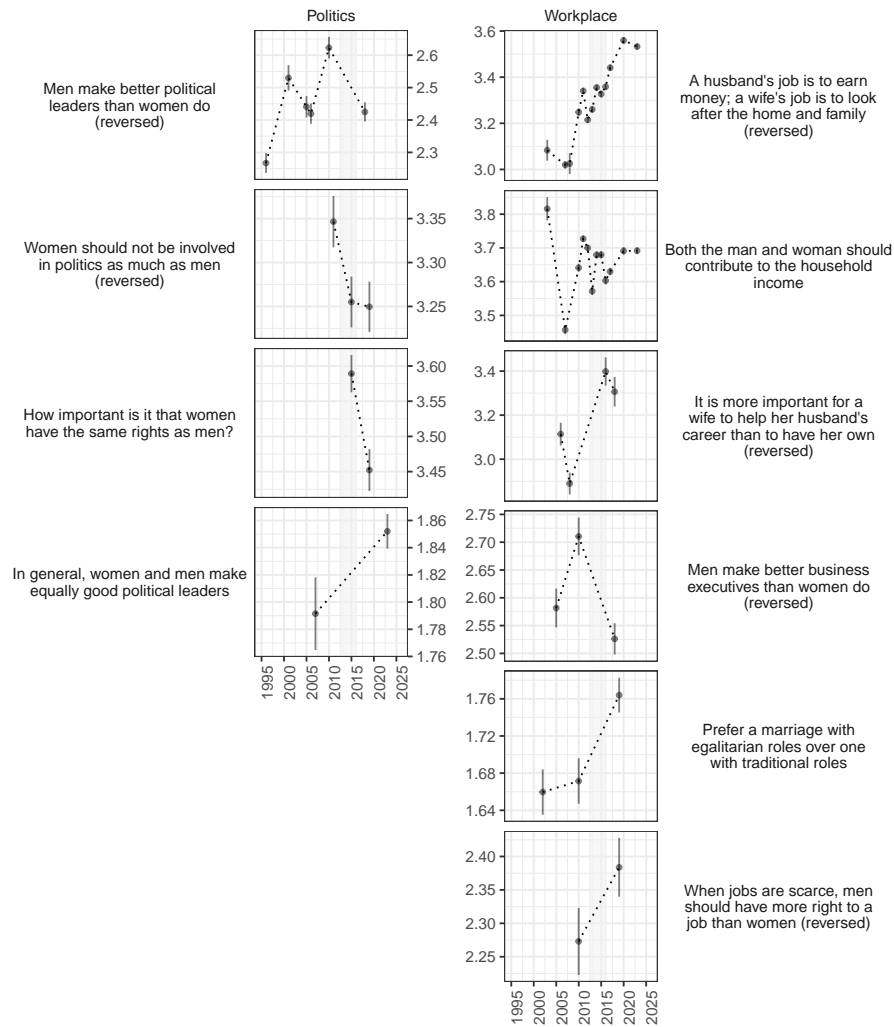 Politics
Men make better political
leaders than women do
(reversed)
2.6
2.5
2.4
2.3
Women should not be involved
in politics as much as men
(reversed)
3.35
3.30
3.25
How important is it that women
have the same rights as men?
3.60
3.55
3.50
3.45
In general, women and men make
equally good political leaders
1.86
1.84
1.82
1.80
1.78
1.76
1995
2000
2005
2010
2015
2020
2025
Workplace
3.6
3.4
3.2
3.0
A husband's job is to earn
money; a wife's job is to look
after the home and family
(reversed)
3.8
3.7
3.6
3.5
Both the man and woman should
contribute to the household
income
3.4
3.2
3.0
It is more important for a
wife to help her husband's
career than to have her own
(reversed)
2.75
2.70
2.65
2.60
2.55
2.50
Men make better business
executives than women do
(reversed)
1.76
1.72
1.68
1.64
Prefer a marriage with
egalitarian roles over one
with traditional roles
2.40
2.35
2.30
2.25
When jobs are scarce, men
should have more right to a
job than women (reversed)
1995
2000
2005
2010
2015
2020
2025